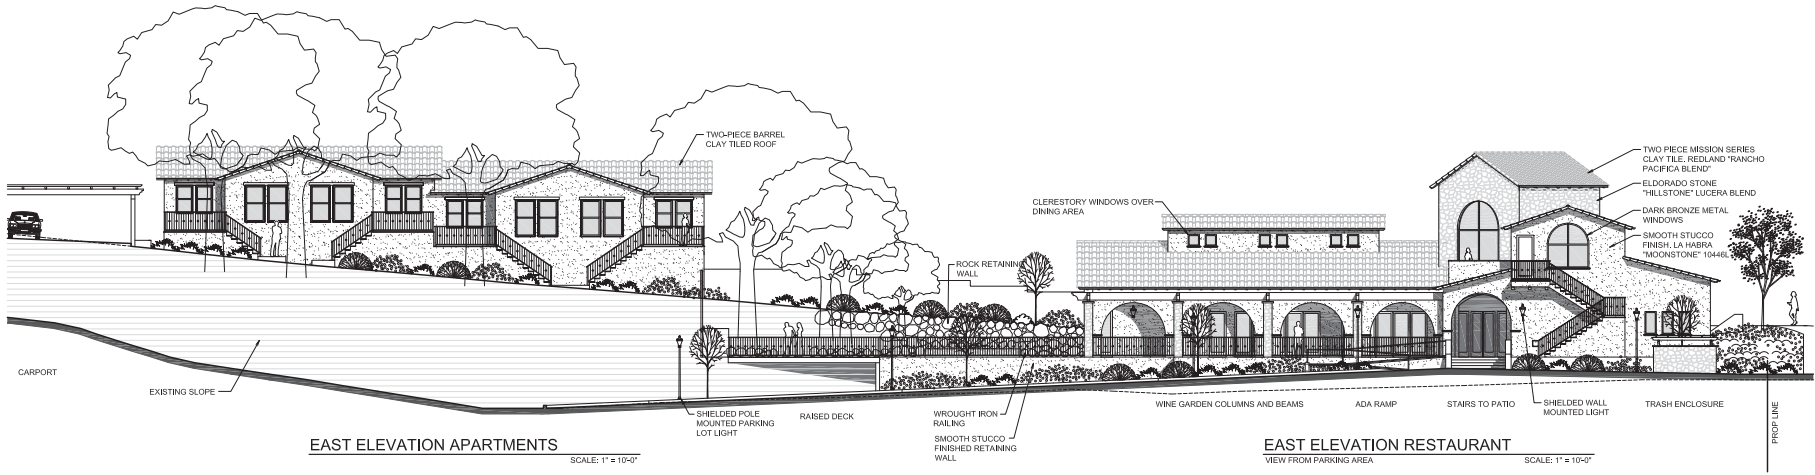 TWO-PIECE BARREL
CLAY TILED ROOF
CLERESTORY WINDOWS OVER
DINING AREA
TWO PIECE MISSION SERIES
CLAY TILE. REDLAND "RANCHO
PACIFICA BLEND"
ELDORADO STONE
"HILLSTONE" LUCERA BLEND
DARK BRONZE METAL
WINDOWS
SMOOTH STUCCO
FINISH. LA HABRA
"MOONSTONE" 10446L
ROCK RETAINING
WALL
CARPORT
EXISTING SLOPE
SHIELDED POLE
MOUNTED PARKING
LOT LIGHT
RAISED DECK
WROUGHT IRON
RAILING
SMOOTH STUCCO
FINISHED RETAINING
WALL
WINE GARDEN COLUMNS AND BEAMS
ADA RAMP
STAIRS TO PATIO
SHIELDED WALL
MOUNTED LIGHT
TRASH ENCLOSURE
PROP LINE
EAST ELEVATION APARTMENTS
SCALE: 1" = 10'-0"
EAST ELEVATION RESTAURANT
VIEW FROM PARKING AREA
SCALE: 1" = 10'-0"